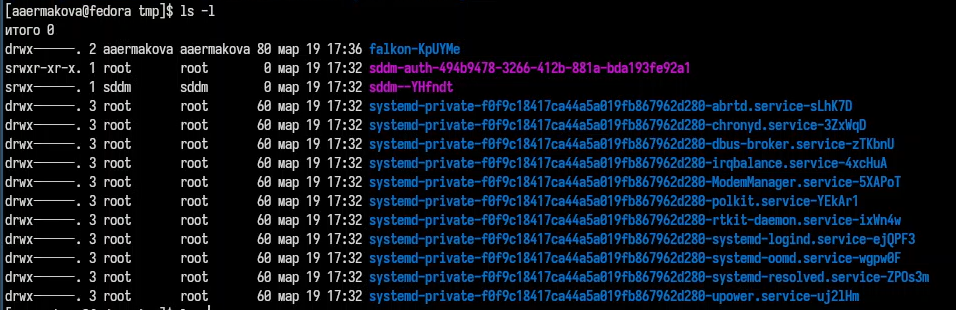 [aaermakova@fedora tmp]$ ls -l
итого 0
drwx------. 2 aaermakova aaermakova 80 мар 19 17:36 falkon-KpUYMe
srwxr-xr-x. 1 root       root        0 мар 19 17:32 sddm-auth-494b9478-3266-412b-881a-bda193fe92a1
srwx------. 1 sddm       sddm        0 мар 19 17:32 sddm--YHfndt
drwx------. 3 root       root       60 мар 19 17:32 systemd-private-f0f9c18417ca44a5a019fb867962d280-abrtd.service-sLhK7D
drwx------. 3 root       root       60 мар 19 17:32 systemd-private-f0f9c18417ca44a5a019fb867962d280-chronyd.service-3ZxWqD
drwx------. 3 root       root       60 мар 19 17:32 systemd-private-f0f9c18417ca44a5a019fb867962d280-dbus-broker.service-zTKbnU
drwx------. 3 root       root       60 мар 19 17:32 systemd-private-f0f9c18417ca44a5a019fb867962d280-irqbalance.service-4xcHuA
drwx------. 3 root       root       60 мар 19 17:32 systemd-private-f0f9c18417ca44a5a019fb867962d280-ModemManager.service-5XAPoT
drwx------. 3 root       root       60 мар 19 17:32 systemd-private-f0f9c18417ca44a5a019fb867962d280-polkit.service-YEkAr1
drwx------. 3 root       root       60 мар 19 17:32 systemd-private-f0f9c18417ca44a5a019fb867962d280-rtkit-daemon.service-ixWn4w
drwx------. 3 root       root       60 мар 19 17:32 systemd-private-f0f9c18417ca44a5a019fb867962d280-systemd-logind.service-ejQPF3
drwx------. 3 root       root       60 мар 19 17:32 systemd-private-f0f9c18417ca44a5a019fb867962d280-systemd-oomd.service-wgpw0F
drwx------. 3 root       root       60 мар 19 17:32 systemd-private-f0f9c18417ca44a5a019fb867962d280-systemd-resolved.service-ZPOs3m
drwx------. 3 root       root       60 мар 19 17:32 systemd-private-f0f9c18417ca44a5a019fb867962d280-upower.service-uj2lHm